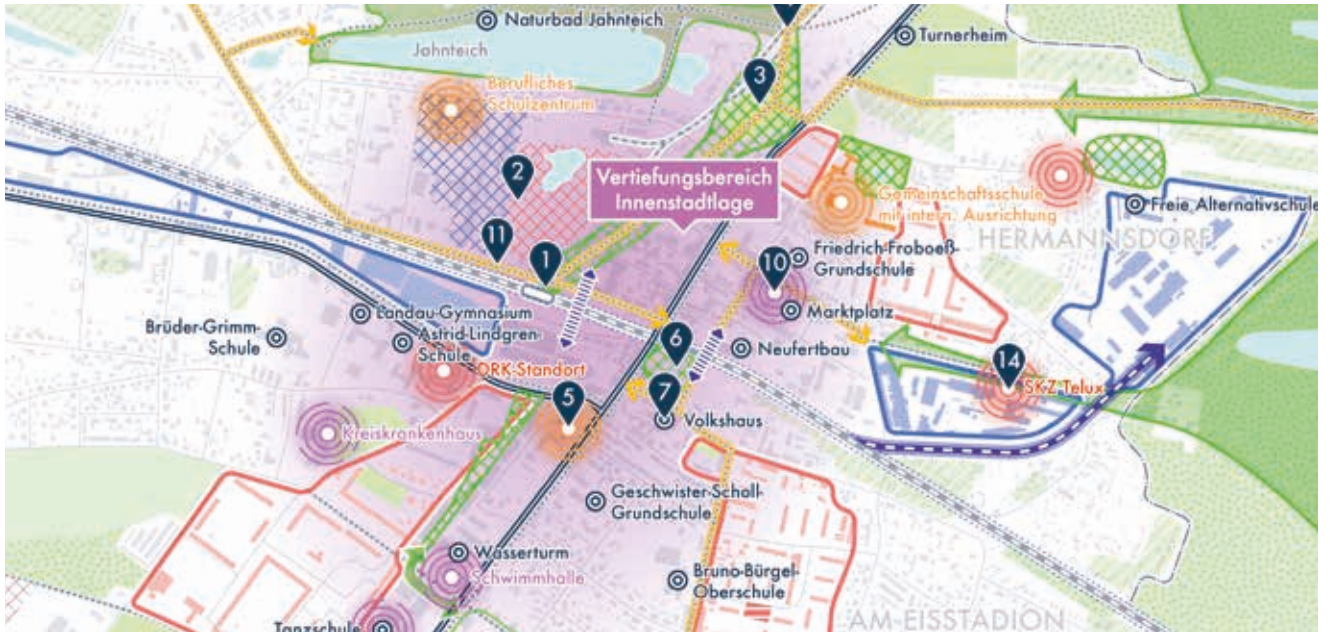 Naturbad Jahnteich
Turnerheim
Jahnteich
3
Berufliches
Schulzentrum
2
Vertiefungsbereich
Innenstadtlage
Gemeinschaftsschule
mit intern. Ausrichtung
Freie Alternativschule
HERMANNSDORF
11
1
10
Friedrich-Froboeß-
Grundschule
Landau-Gymnasium
Marktplatz
Brüder-Grimm-
Schule
Astrid-Lindgren-
Schule
6
Neufertbau
14
DRK-Standort
SKZ Telux
5
7
Volkshaus
Kreiskrankenhaus
Geschwister-Scholl-
Grundschule
Wasserturm
Schwimmhalle
Bruno-Bürgel-
Oberschule
Tanzschule
AM EISSTADION